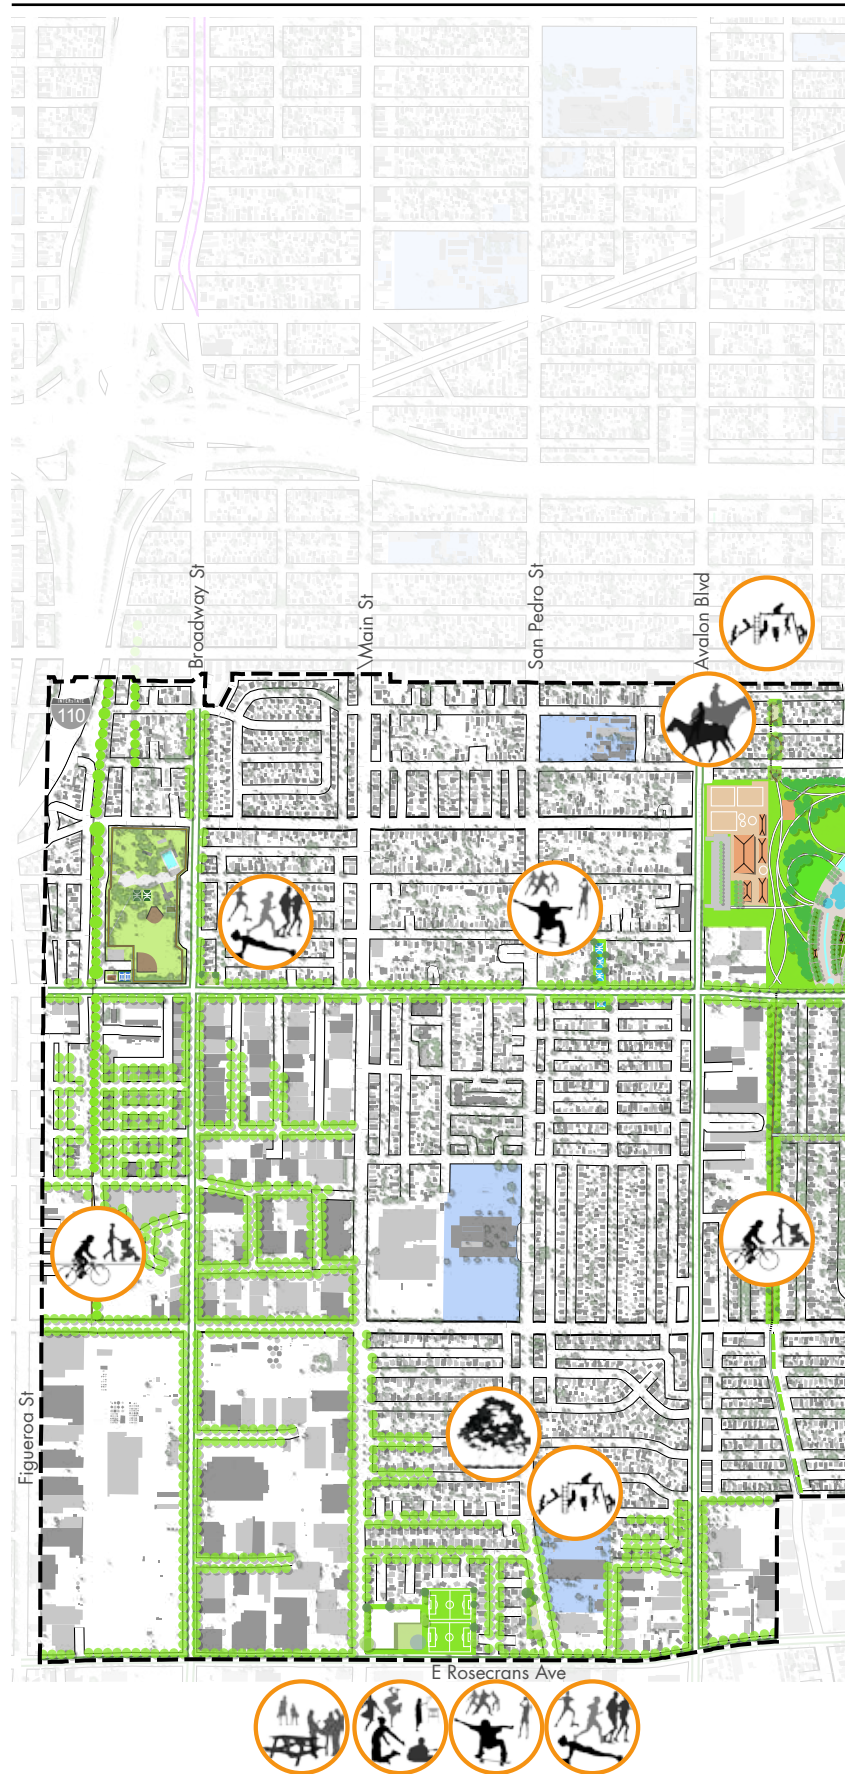 Broadway St
Main St
San Pedro St
Avalon Blvd
110
Figueroa St
E Rosecrans Ave